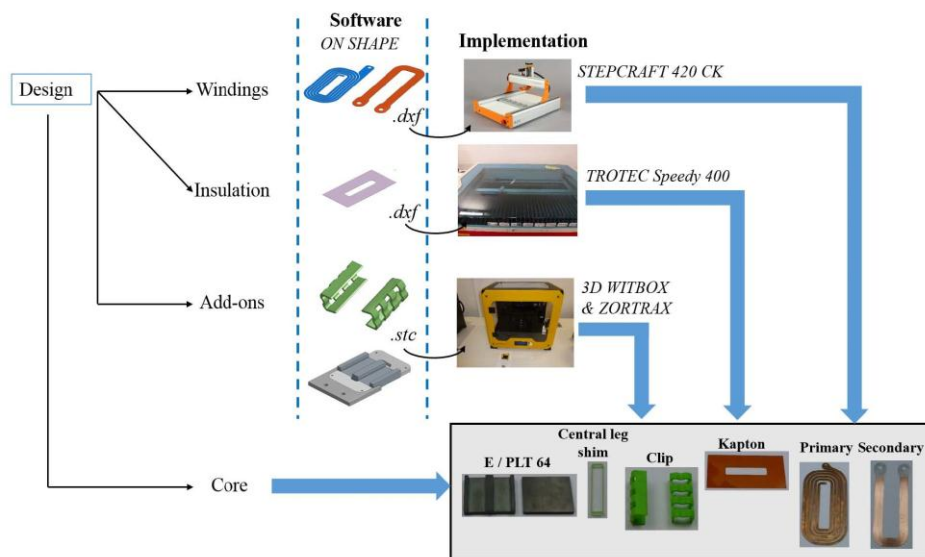 Software
ON SHAPE
Implementation
STEPCRAFT 420 CK
Design
Windings
.dxf
TROTEC Speedy 400
Insulation
.dxf
3D WITBOX
& ZORTRAX
Add-ons
.stc
Central leg
shim
Kapton
Primary Secondary
E / PLT 64
Clip
Core